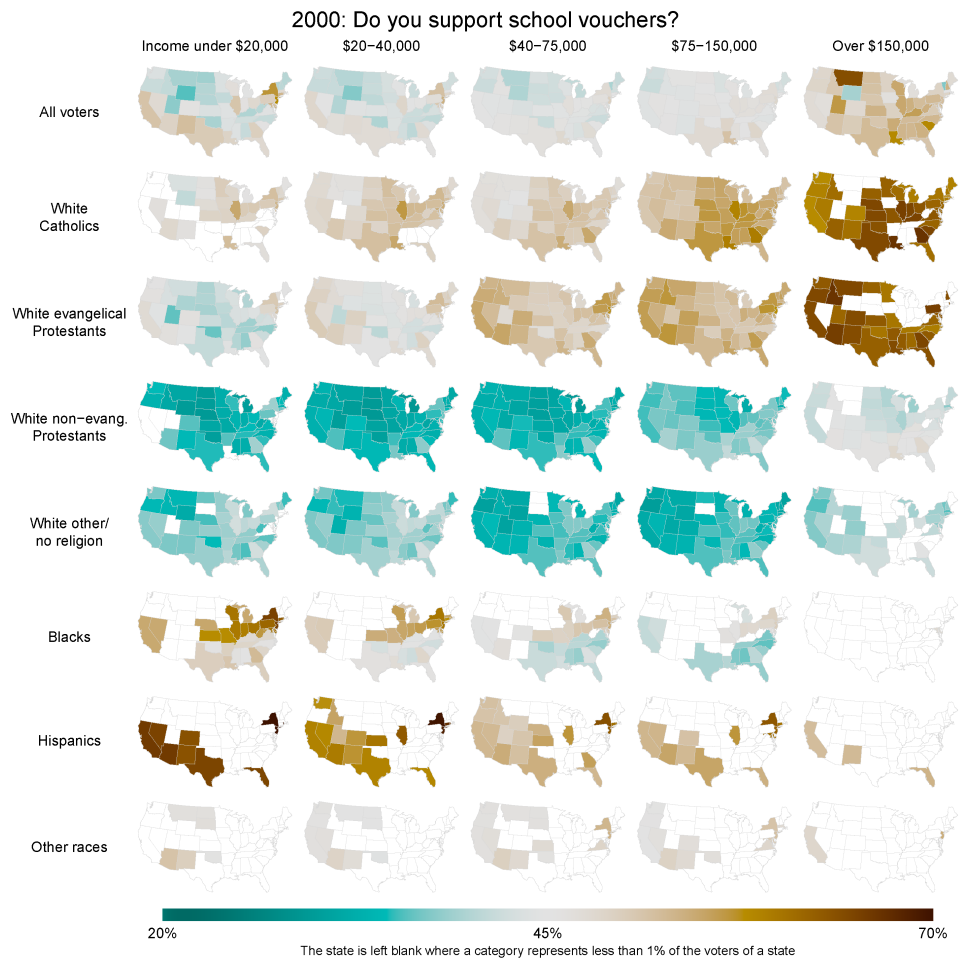 2000: Do you support school vouchers?
Income under $20,000
$20−40,000
$40−75,000
$75−150,000
Over $150,000
All voters
White
Catholics
White evangelical
Protestants
White non−evang.
Protestants
White other/
no religion
Blacks
Hispanics
Other races
20%
45%
70%
The state is left blank where a category represents less than 1% of the voters of a state